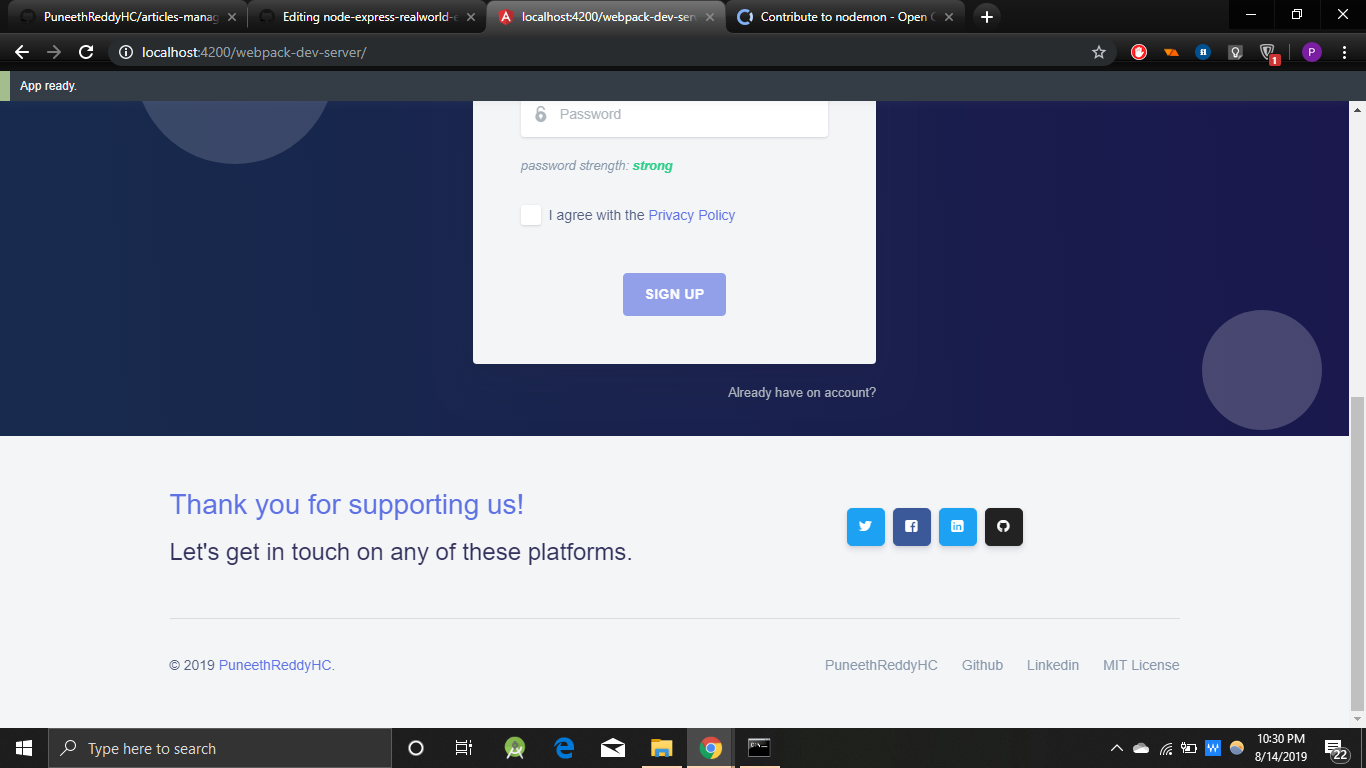 PuneethReddyHC/articles-manag
Editing node-express-realworld-e
localhost:4200/webpack-dev-serv
Contribute to nodemon - Open C
localhost:4200/webpack-dev-server/
1
P
App ready.
Password
password strength: strong
I agree with the Privacy Policy
SIGN UP
Already have on account?
Thank you for supporting us!
Let's get in touch on any of these platforms.
© 2019 PuneethReddyHC.
PuneethReddyHC Github Linkedin MIT License
Type here to search
10:30 PM
8/14/2019
22